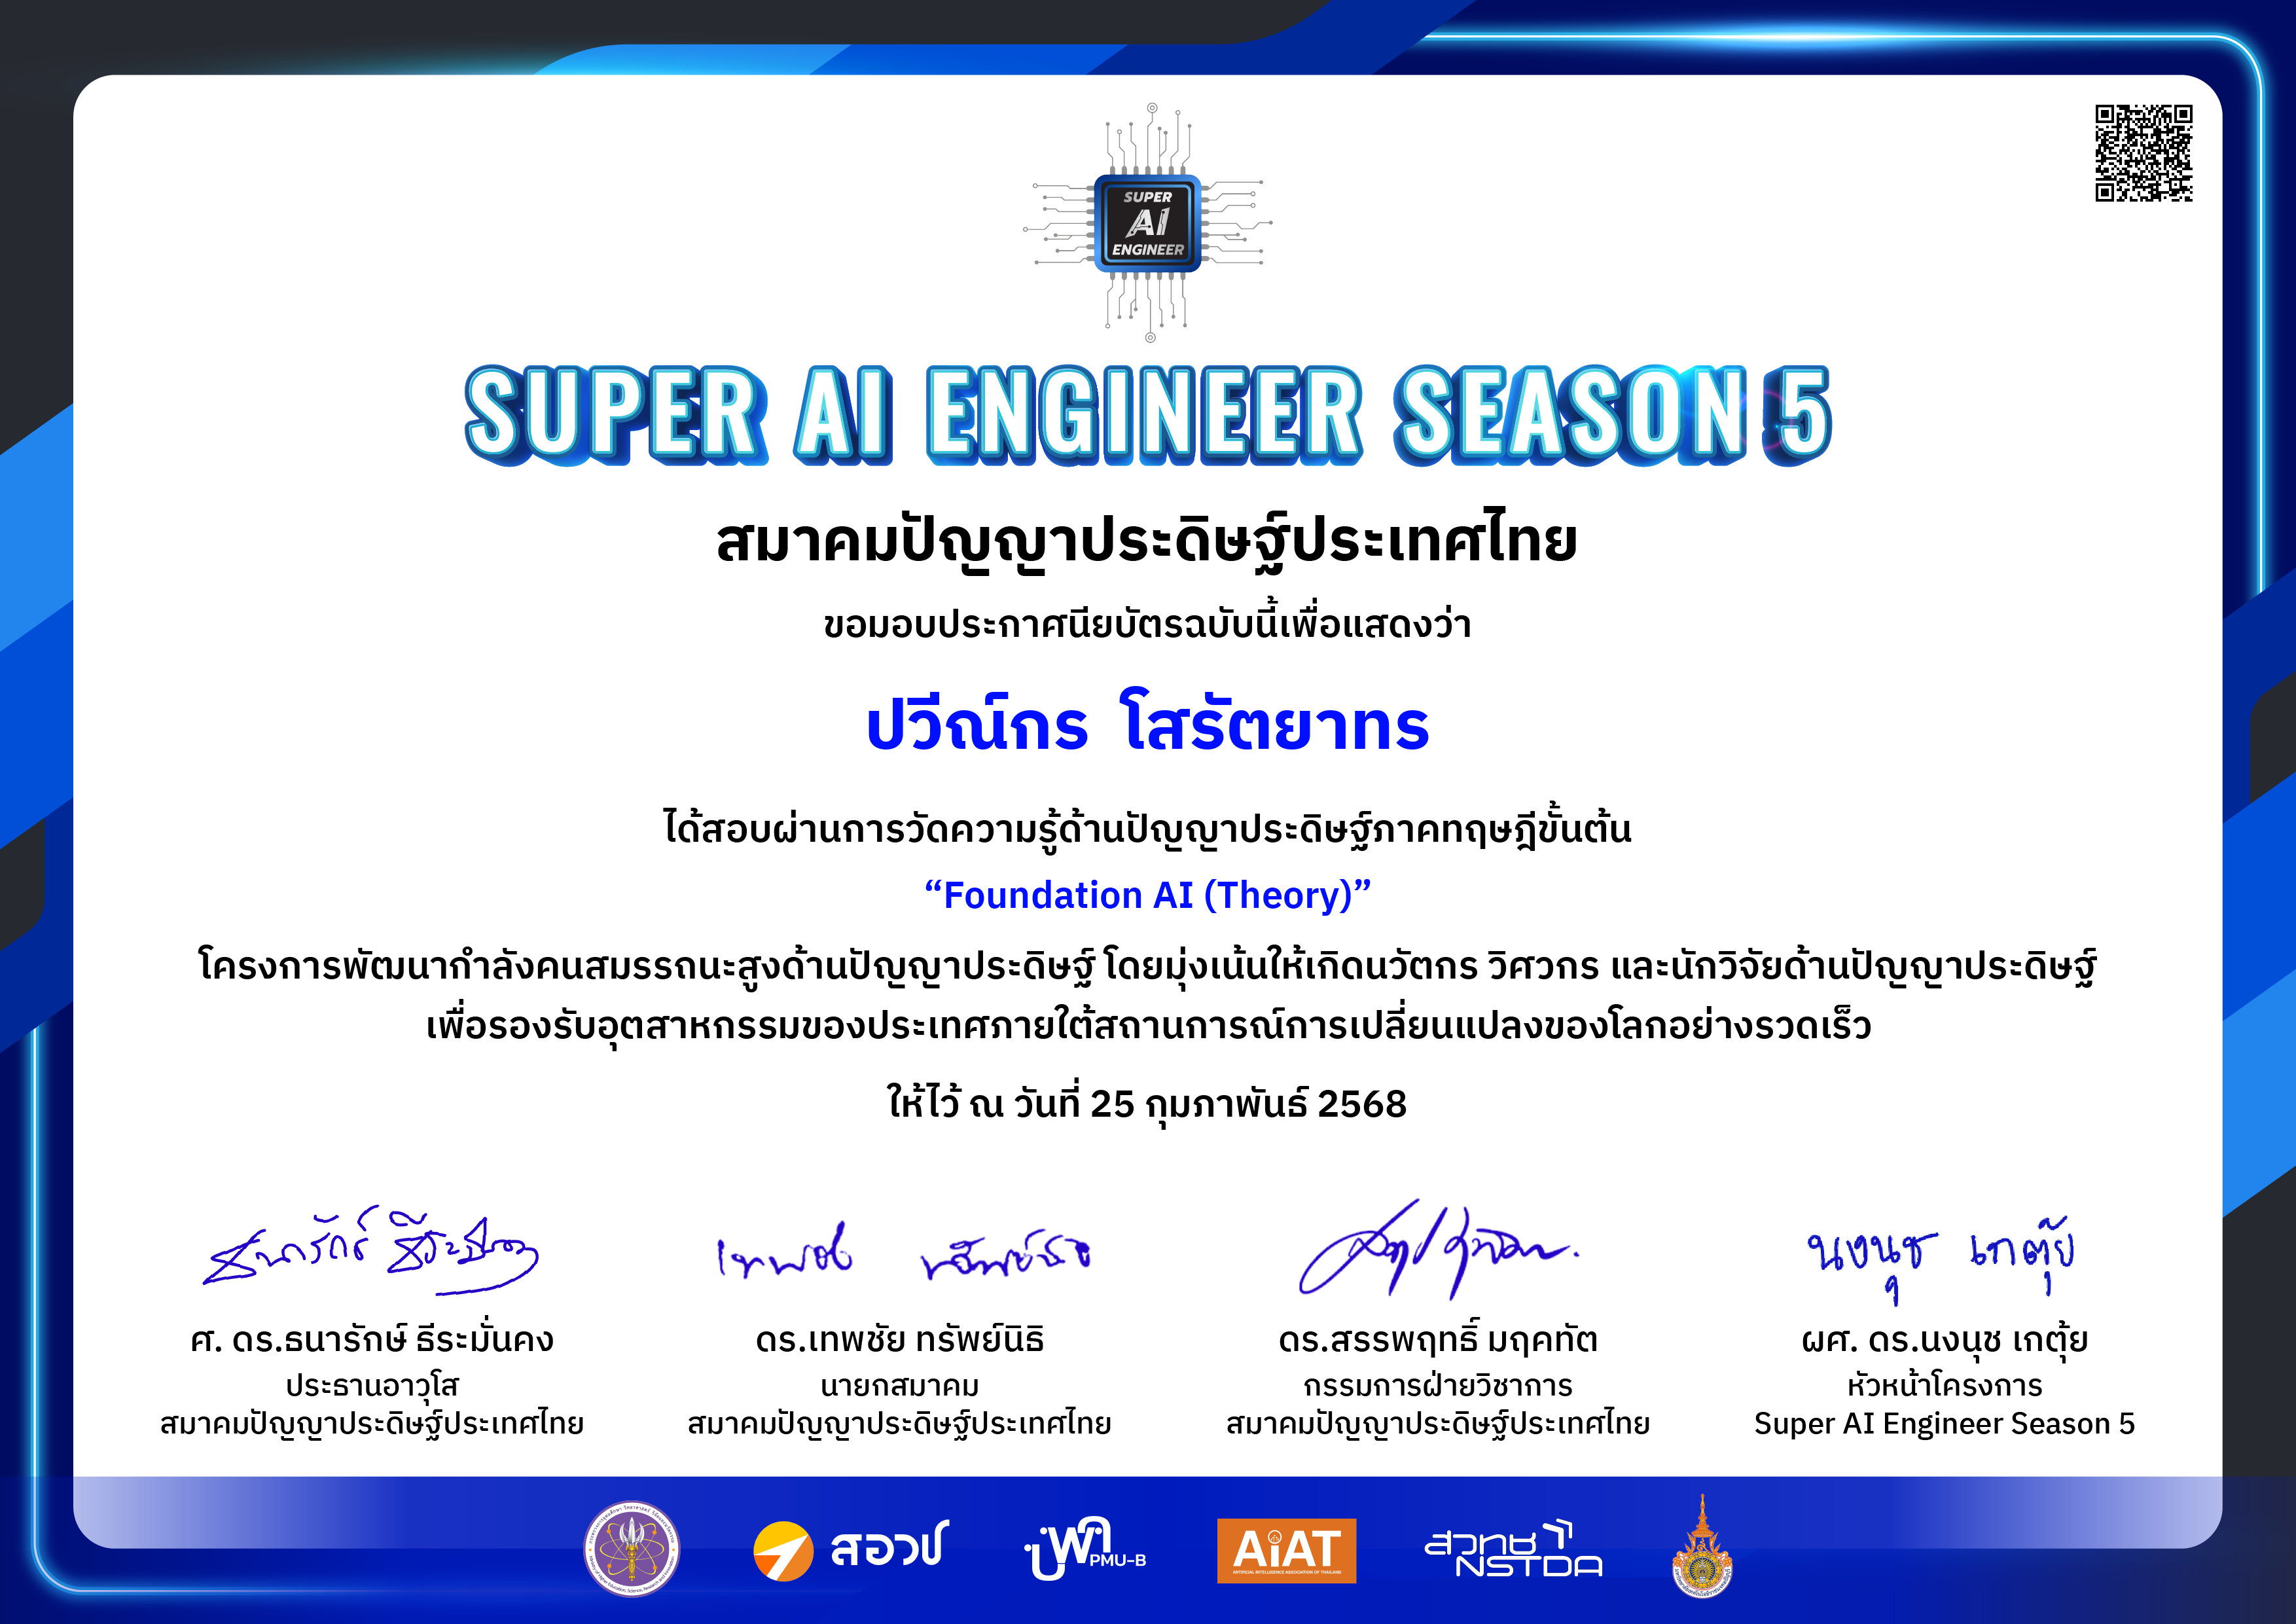 SUPER
AI
ENGINEER
SUPER AI ENGINEER SEASON 5
สมาคมปัญญาประดิษฐ์ประเทศไทย
ขอมอบประกาศนียบัตรฉบับนี้เพื่อแสดงว่า
ปวีณ์กร โสรัตยาทร
ได้สอบผ่านการวัดความรู้ด้านปัญญาประดิษฐ์ภาคทฤษฎีขั้นต้น
“Foundation AI (Theory)”
โครงการพัฒนากำลังคนสมรรถนะสูงด้านปัญญาประดิษฐ์ โดยมุ่งเน้นให้เกิดนวัตกร วิศวกร และนักวิจัยด้านปัญญาประดิษฐ์
เพื่อรองรับอุตสาหกรรมของประเทศภายใต้สถานการณ์การเปลี่ยนแปลงของโลกอย่างรวดเร็ว
ให้ไว้ ณ วันที่ 25 กุมภาพันธ์ 2568
นงนุช เกตุ้ย
ศ. ดร.ธนารักษ์ ธีระมั่นคง
ประธานอาวุโส
สมาคมปัญญาประดิษฐ์ประเทศไทย
ดร.เทพชัย ทรัพย์นิธิ
นายกสมาคม
สมาคมปัญญาประดิษฐ์ประเทศไทย
ดร.สรรพฤทธิ์ มฤคทัต
กรรมการฝ่ายวิชาการ
สมาคมปัญญาประดิษฐ์ประเทศไทย
ผศ. ดร.นงนุช เกตุ้ย
หัวหน้าโครงการ
Super AI Engineer Season 5
สอวช
บพค
PMU-B
AiAT
ARTIFICIAL INTELLIGENCE ASSOCIATION OF THAILAND
สวทช
NSTDA